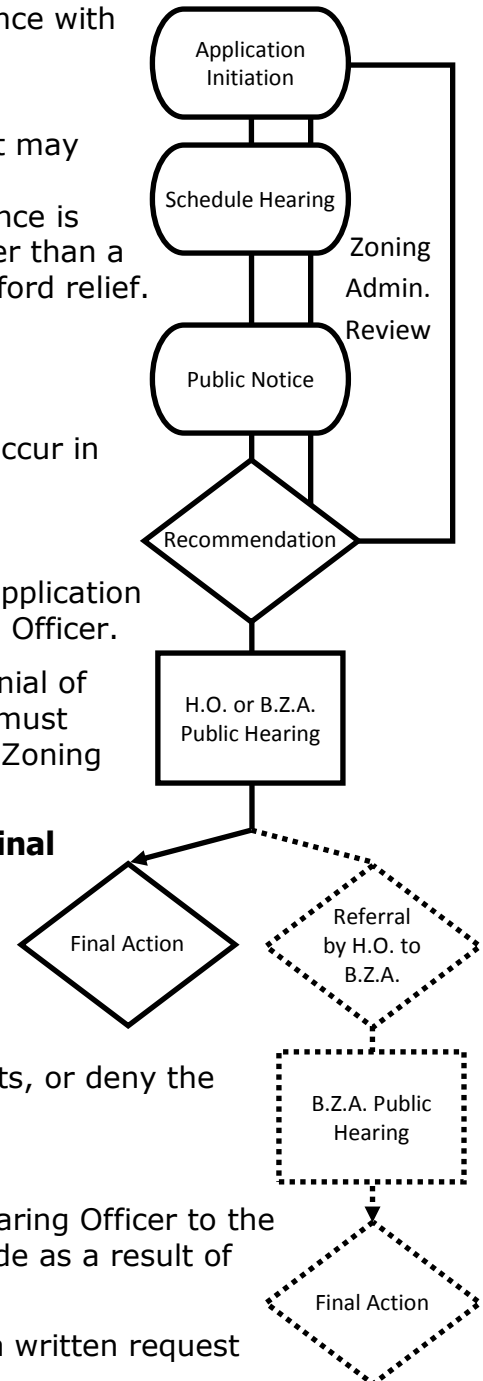 nce with
t may
nce is
er than a
ford relief.
ccur in
pplication
Officer.
nial of
must
Zoning
inal
ts, or deny the
aring Officer to the
de as a result of
n written request
Application
Initiation
Schedule Hearing
Zoning
Admin.
Review
Public Notice
Recommendation
H.O. or B.Z.A.
Public Hearing
Final Action
Referral
by H.O. to
B.Z.A.
B.Z.A. Public
Hearing
Final Action